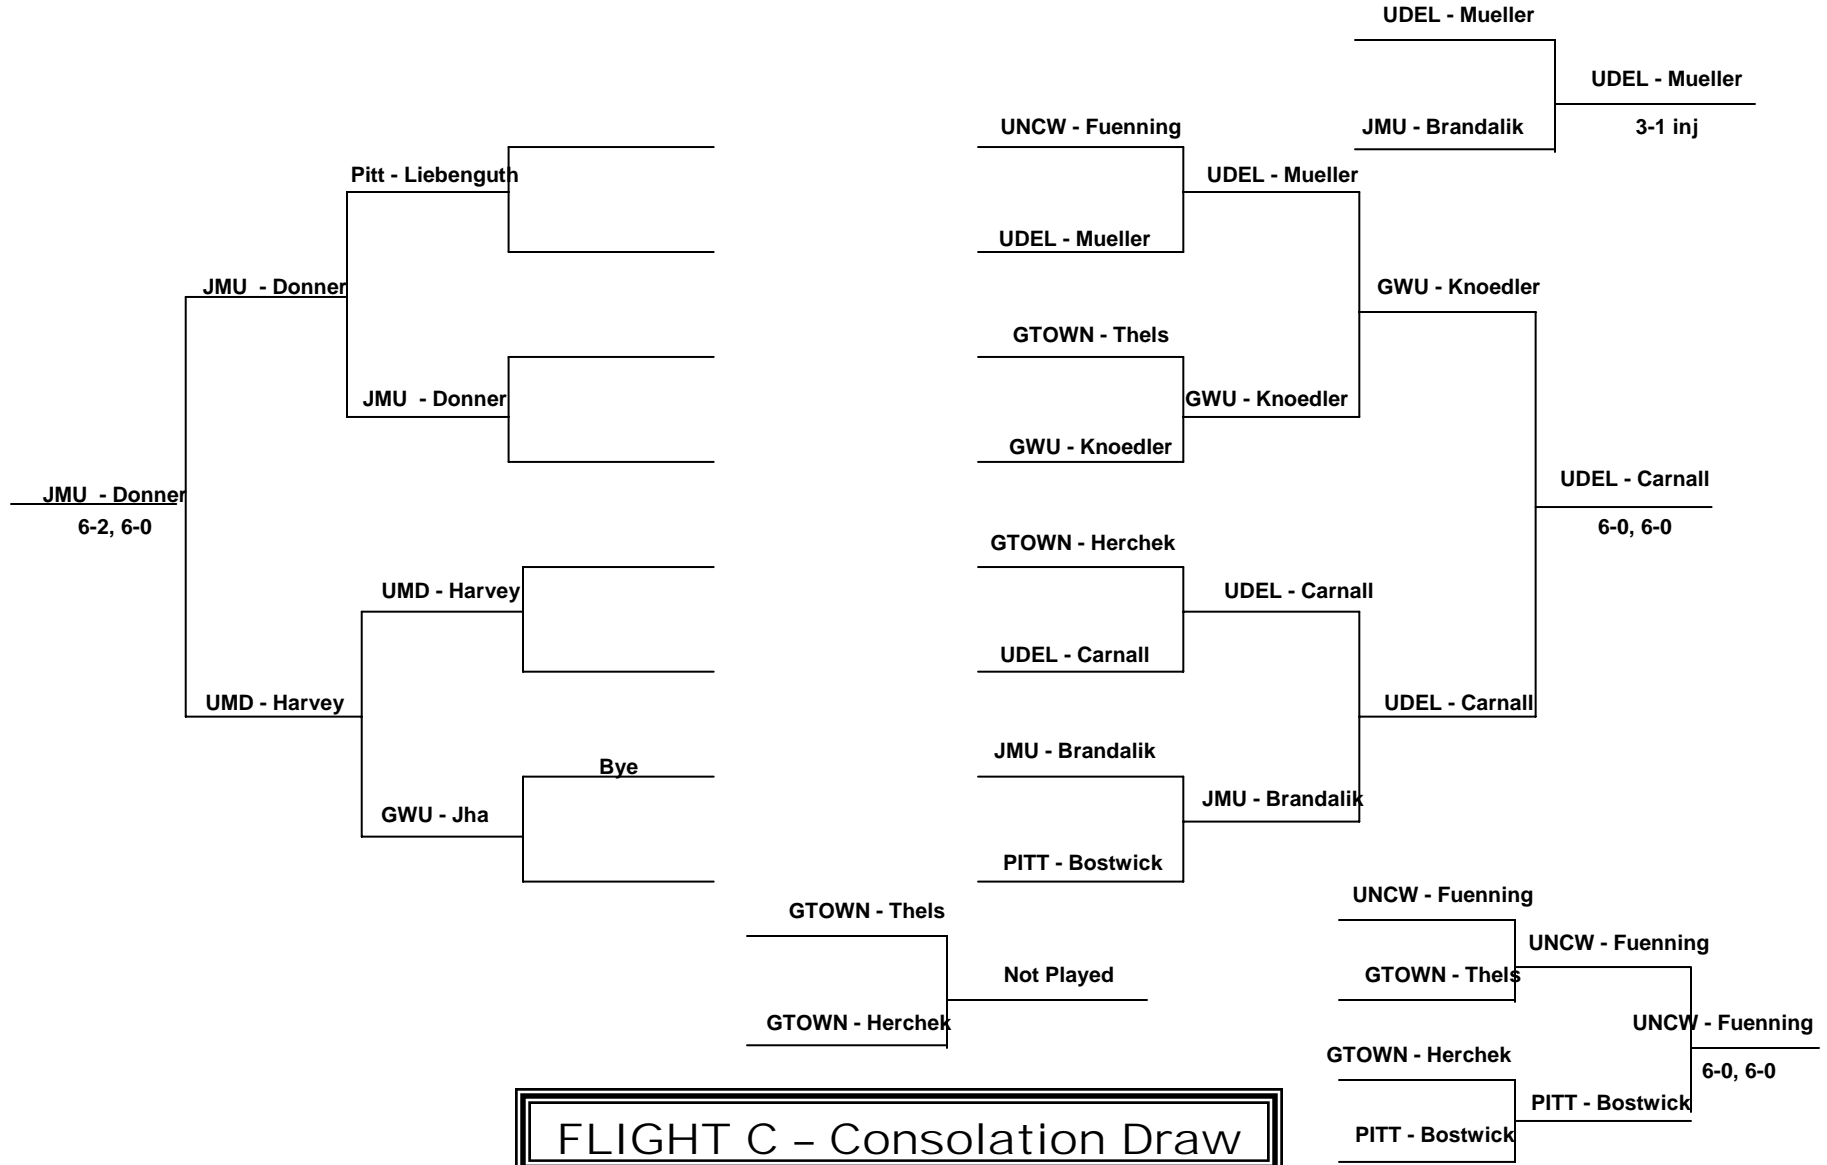 UDEL - Mueller
UDEL - Mueller
JMU - Brandalik
3-1 inj
Pitt - Liebenguth
JMU - Donner
JMU - Donner
JMU - Donner
6-2, 6-0
UMD - Harvey
UMD - Harvey
Bye
GWU - Jha
UNCW - Fuenning
UDEL - Mueller
UDEL - Mueller
GWU - Knoedler
GTOWN - Thels
GWU - Knoedler
GWU - Knoedler
UDEL - Carnall
6-0, 6-0
GTOWN - Herchek
UDEL - Carnall
UDEL - Carnall
UDEL - Carnall
JMU - Brandalik
JMU - Brandalik
PITT - Bostwick
GTOWN - Thels
Not Played
GTOWN - Herchek
UNCW - Fuenning
UNCW - Fuenning
GTOWN - Thels
UNCW - Fuenning
GTOWN - Herchek
6-0, 6-0
PITT - Bostwick
PITT - Bostwick
FLIGHT C – Consolation Draw